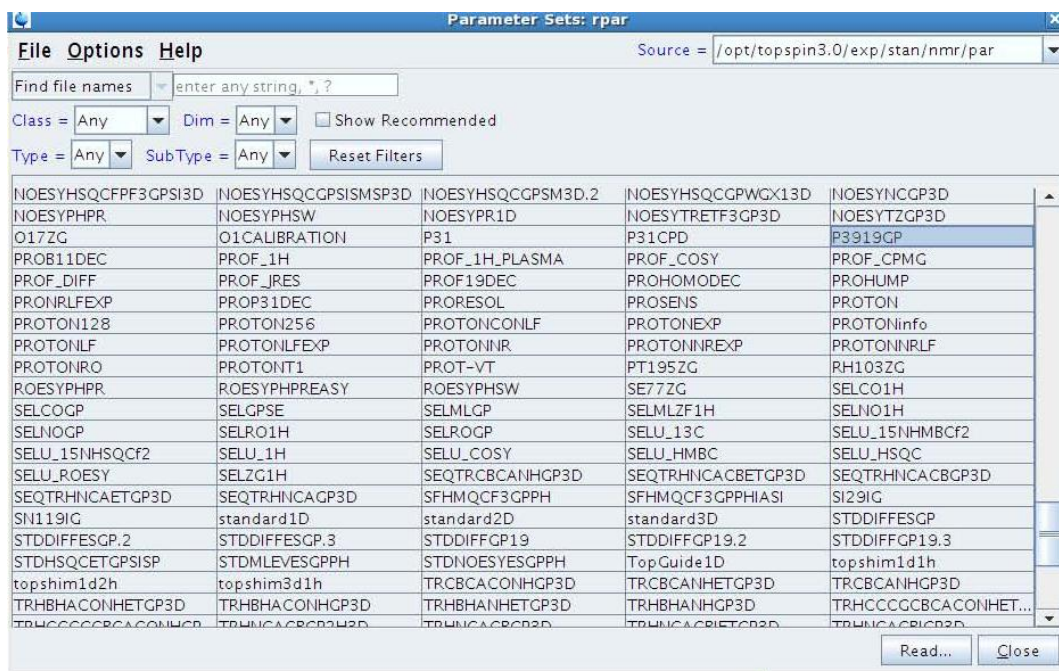 Parameter Sets: rpar
File Options Help Source = /opt/topspin3.0/exp/stan/nmr/par
Find file names enter any string, *, ?
Class = Any Dim = Any Show Recommended
Type = Any SubType = Any Reset Filters
NOESYHSQCFPF3GPSI3D NOESYHSQCGPSISMSP3D NOESYHSQCGPSM3D.2 NOESYHSQCGPWGX13D NOESYNCGP3D
NOESYPHPR NOESYPHSW NOESYPR1D NOESYTRETF3GP3D NOESYTZGP3D
O17ZG O1CALIBRATION P31 P31CPD P3919GP
PROB11DEC PROF_1H PROF_1H_PLASMA PROF_COSY PROF_CPMG
PROF_DIFF PROF_JRES PROF19DEC PROHOMODEC PROHUMP
PRONRLFEXP PROP31DEC PRORESOL PROSENS PROTON
PROTON128 PROTON256 PROTONCONLF PROTONEXP PROTONinfo
PROTONLF PROTONLFEXP PROTONNR PROTONNREXP PROTONNRLF
PROTONRO PROTONT1 PROT-VT PT195ZG RH103ZG
ROESYPHPR ROESYPHPREASY ROESYPHSW SE77ZG SELCO1H
SELCOGP SELGPSE SELMLGP SELMLZF1H SELNO1H
SELNOGP SELRO1H SELROGP SELU_13C SELU_15NHMBCf2
SELU_15NHSQCf2 SELU_1H SELU_COSY SELU_HMBC SELU_HSQC
SELU_ROESY SELZG1H SEQTRCBCANHGP3D SEQTRHNCACBETGP3D SEQTRHNCACBGP3D
SEQTRHNCAETGP3D SEQTRHNCAGP3D SFHMQCF3GPPH SFHMQCF3GPPHIASI SI29IG
SN119IG standard1D standard2D standard3D STDDIFFESGP
STDDIFFESGP.2 STDDIFFESGP.3 STDDIFFGP19 STDDIFFGP19.2 STDDIFFGP19.3
STDHSQCETGPSISP STDMLEVESGPPH STDNOESYESGPPH TopGuide1D topshim1d1h
topshim1d2h topshim3d1h TRCBCACONHGP3D TRCBCANHETGP3D TRCBCANHGP3D
TRHBHACONHETGP3D TRHBHACONHGP3D TRHBHANHETGP3D TRHBHANHGP3D TRHCCCGCBCACONHET...
Read... Close